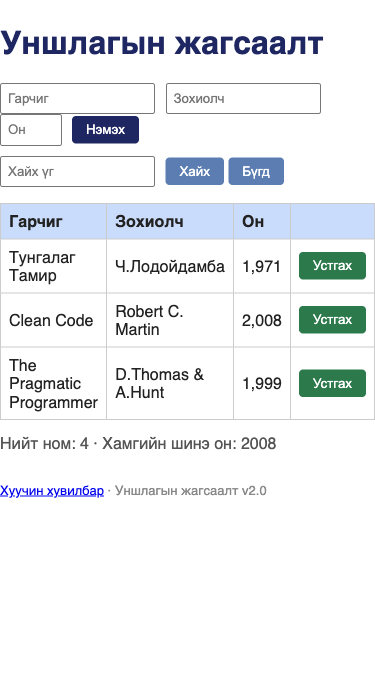 Уншлагын жагсаалт
Гарчиг Зохиолч
Он Нэмэх
Хайх үг Хайх Бүгд
Гарчиг Зохиолч Он
Тунгалаг Тамир Ч.Лодойдамба 1,971 Устгах
Clean Code Robert C. Martin 2,008 Устгах
The Pragmatic Programmer D.Thomas & A.Hunt 1,999 Устгах
Нийт ном: 4 · Хамгийн шинэ он: 2008
Хуучин хувилбар · Уншлагын жагсаалт v2.0